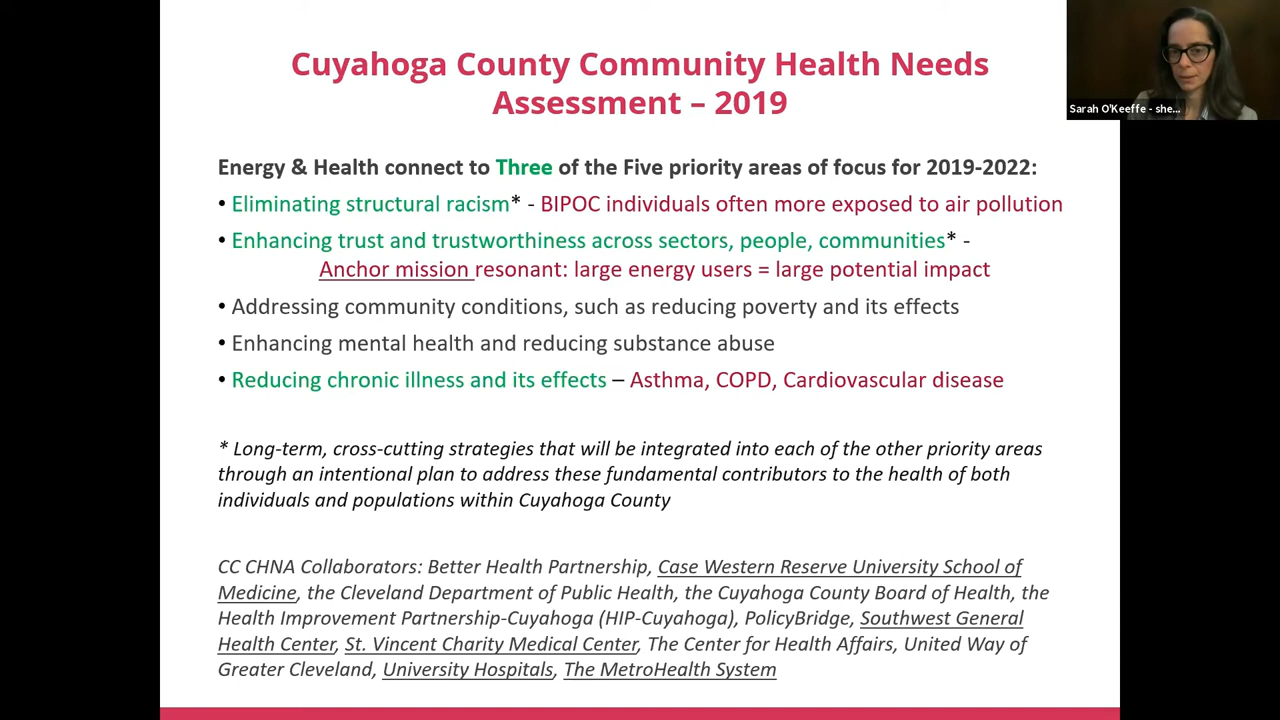 Cuyahoga County Community Health Needs
Assessment – 2019
Sarah O'Keeffe - she...
Energy & Health connect to Three of the Five priority areas of focus for 2019-2022:
• Eliminating structural racism* - BIPOC individuals often more exposed to air pollution
• Enhancing trust and trustworthiness across sectors, people, communities* -
Anchor mission resonant: large energy users = large potential impact
• Addressing community conditions, such as reducing poverty and its effects
• Enhancing mental health and reducing substance abuse
• Reducing chronic illness and its effects – Asthma, COPD, Cardiovascular disease
* Long-term, cross-cutting strategies that will be integrated into each of the other priority areas
through an intentional plan to address these fundamental contributors to the health of both
individuals and populations within Cuyahoga County
CC CHNA Collaborators: Better Health Partnership, Case Western Reserve University School of
Medicine, the Cleveland Department of Public Health, the Cuyahoga County Board of Health, the
Health Improvement Partnership-Cuyahoga (HIP-Cuyahoga), PolicyBridge, Southwest General
Health Center, St. Vincent Charity Medical Center, The Center for Health Affairs, United Way of
Greater Cleveland, University Hospitals, The MetroHealth System